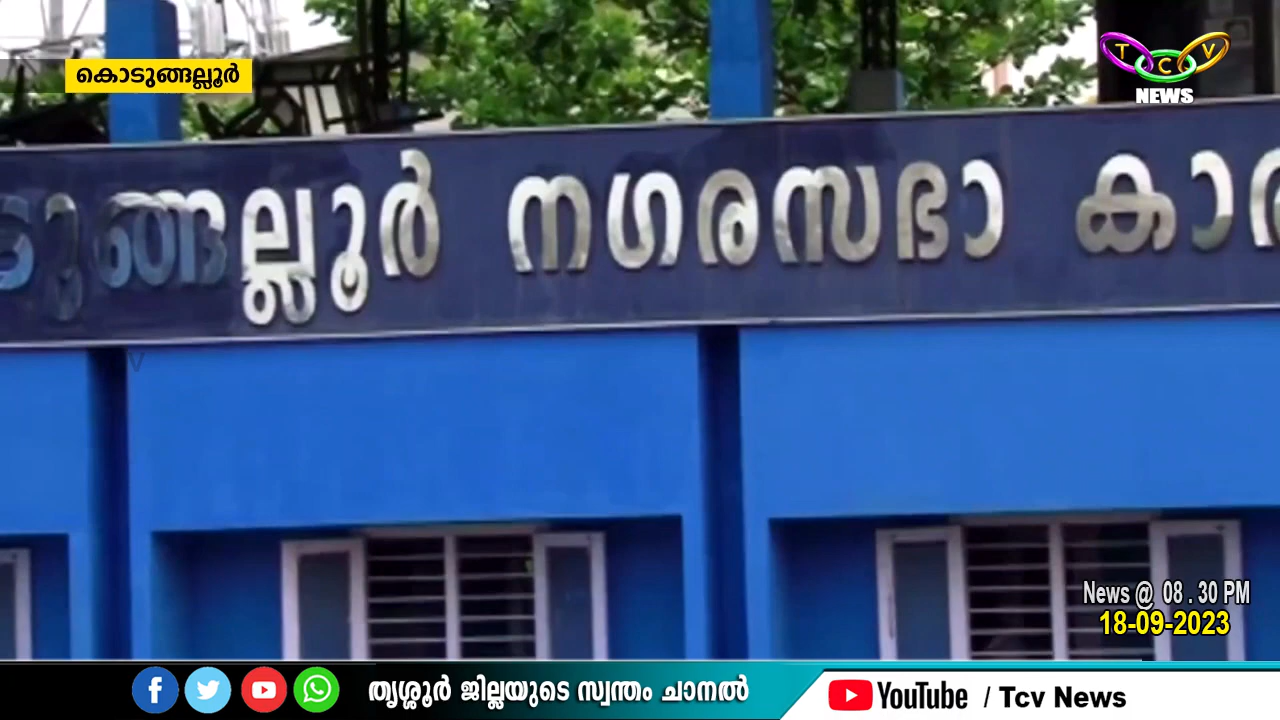 കൊടുങ്ങല്ലൂർ
TCV
NEWS
ടുങ്ങല്ലൂർ നഗരസഭാ
News @ 08 . 30 PM
18-09-2023
തൃശ്ശൂർ ജില്ലയുടെ സ്വന്തം ചാനൽ
YouTube / Tcv News